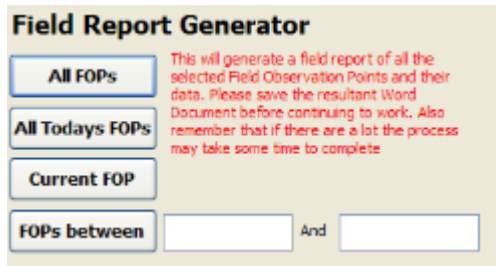 Field Report Generator
All FOPs
This will generate a field report of all the
selected Field Observation Points and their
data. Please save the resultant Word
Document before continuing to work. Also
remember that if there are a lot the process
may take some time to complete
All Todays FOPs
Current FOP
FOPs between
And